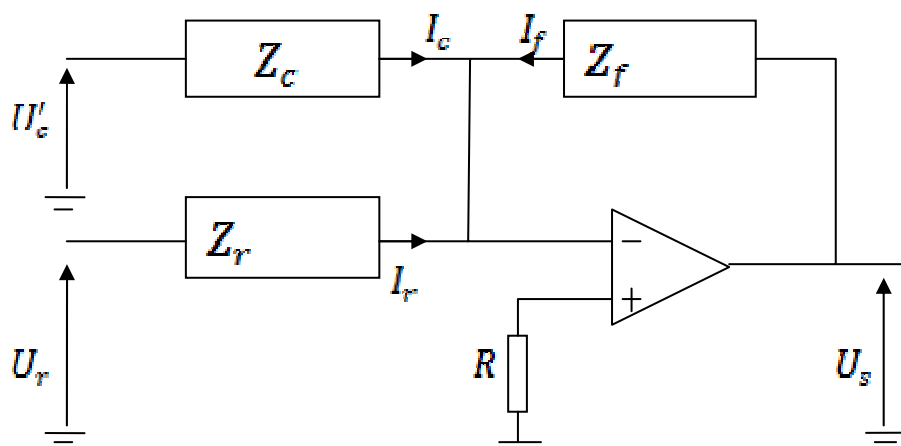 I_c I_f
Z_c Z_f
U'_c
Z_r
−
I_r
+
U_r R U_s